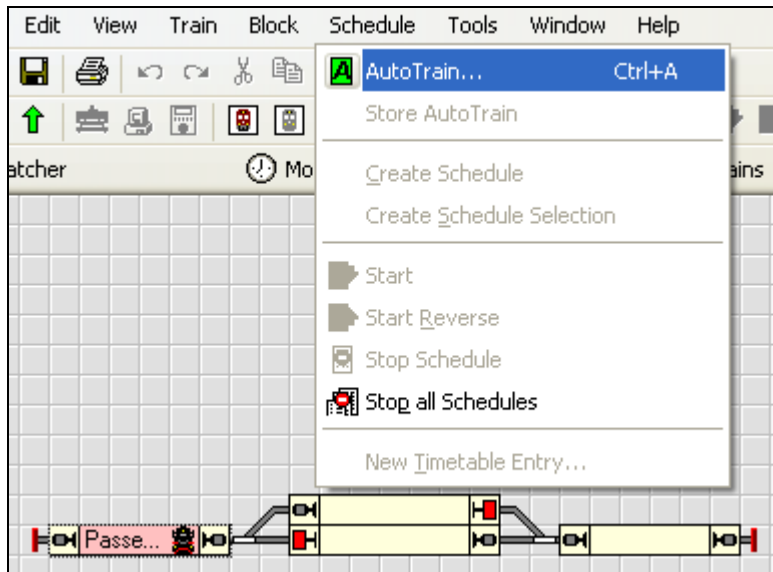 Edit View Train Block Schedule Tools Window Help
AutoTrain... Ctrl+A
Store AutoTrain
atcher Mo ains
Create Schedule
Create Schedule Selection
Start
Start Reverse
Stop Schedule
Stop all Schedules
New Timetable Entry...
Passe...